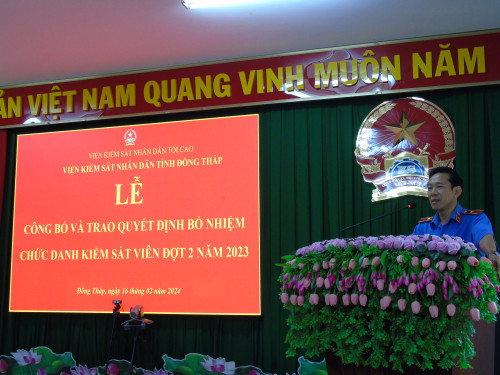 ẢN VIỆT NAM QUANG VINH MUÔN NĂM
VIỆN KIỂM SÁT NHÂN DÂN TỐI CAO
VIỆN KIỂM SÁT NHÂN DÂN TỈNH ĐỒNG THÁP
LỄ
CÔNG BỐ VÀ TRAO QUYẾT ĐỊNH BỔ NHIỆM
CHỨC DANH KIỂM SÁT VIÊN ĐỢT 2 NĂM 2023
Đồng Tháp, ngày 16 tháng 02 năm 2024